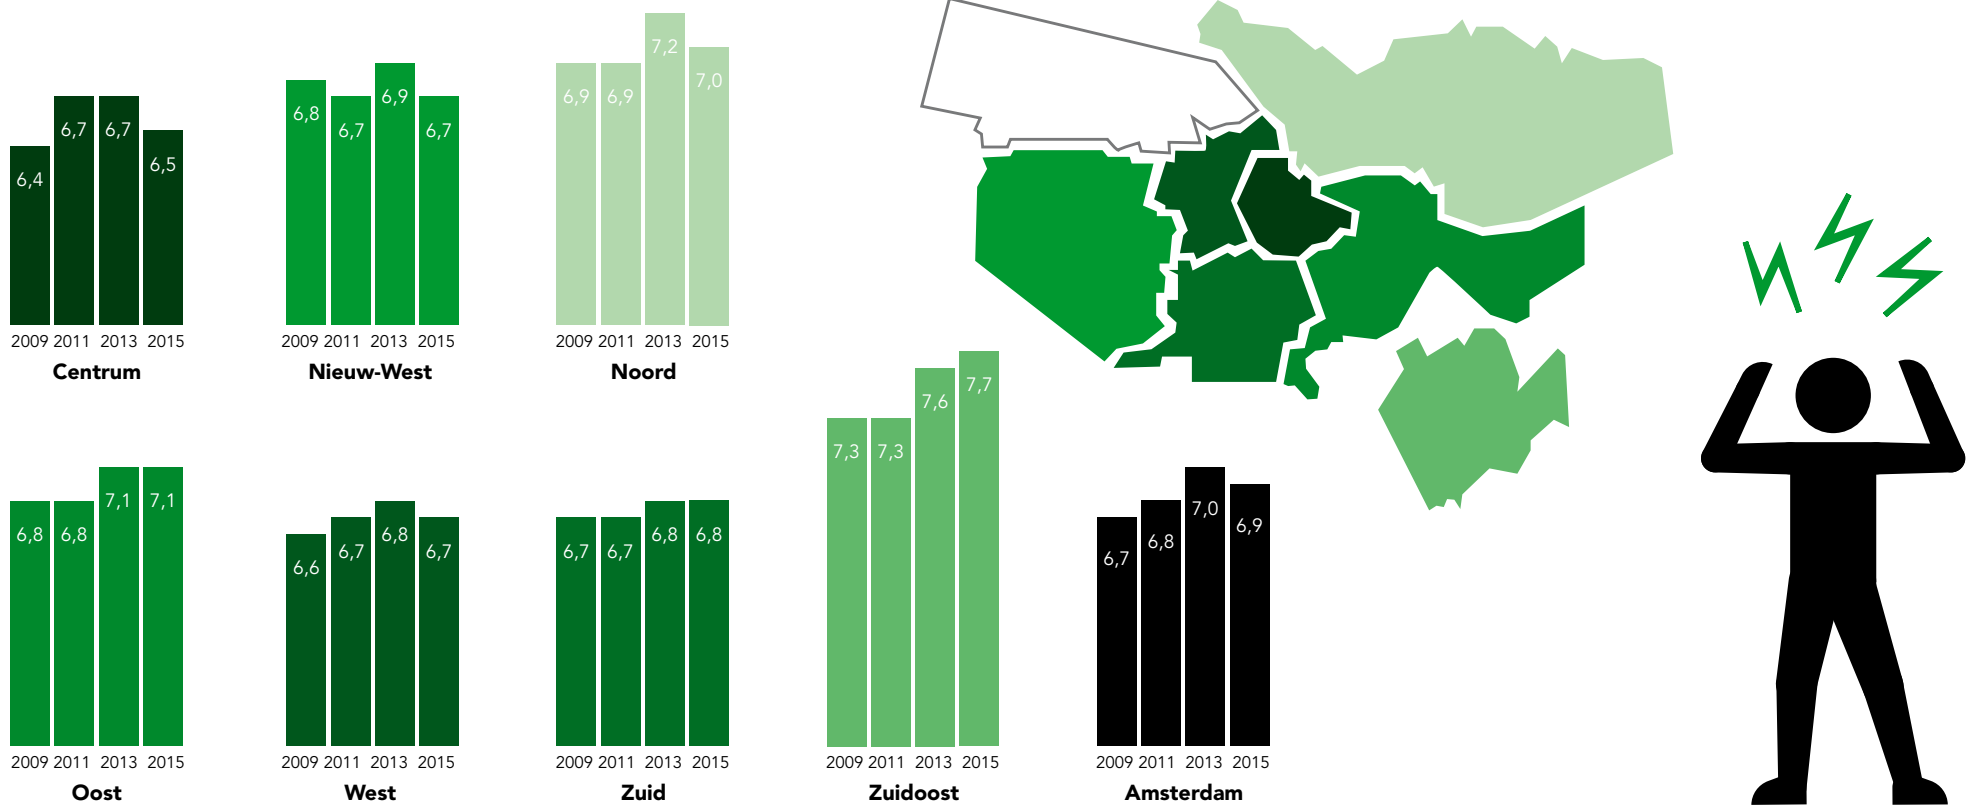 6,4 6,7 6,7 6,5
2009 2011 2013 2015
Centrum
6,8 6,7 6,9 6,7
2009 2011 2013 2015
Nieuw-West
6,9 6,9 7,2 7,0
2009 2011 2013 2015
Noord
6,8 6,8 7,1 7,1
2009 2011 2013 2015
Oost
6,6 6,7 6,8 6,7
2009 2011 2013 2015
West
6,7 6,7 6,8 6,8
2009 2011 2013 2015
Zuid
7,3 7,3 7,6 7,7
2009 2011 2013 2015
Zuidoost
6,7 6,8 7,0 6,9
2009 2011 2013 2015
Amsterdam